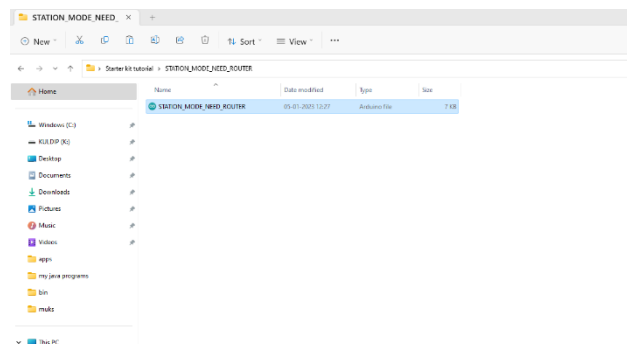 STATION_MODE_NEED_
New
Sort
View
Starter kit tutorial > STATION_MODE_NEED_ROUTER
Home
Name
Date modified
Type
Size
STATION_MODE_NEED_ROUTER
05-01-2023 12:27
Arduino file
7 KB
Windows (C:)
KULDIP (K:)
Desktop
Documents
Downloads
Pictures
Music
Videos
apps
my java programs
bin
muks
This PC